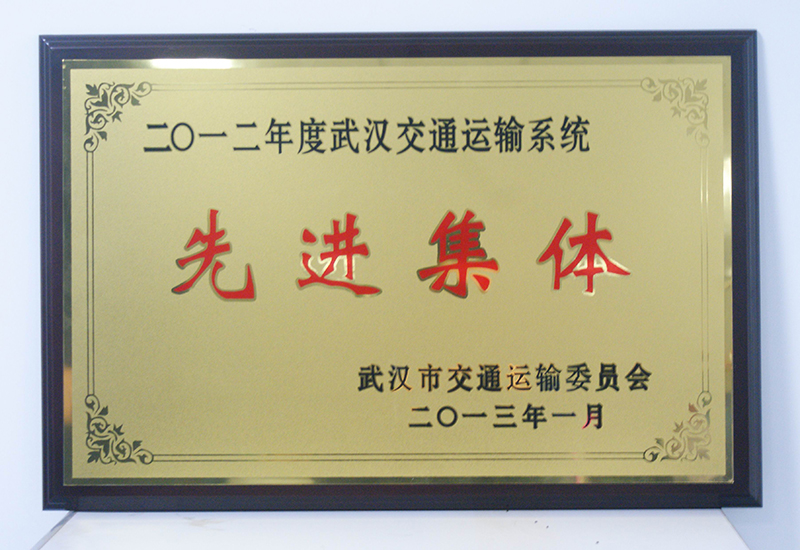 二〇一二年度武汉交通运输系统
先进集体
武汉市交通运输委员会
二〇一三年一月